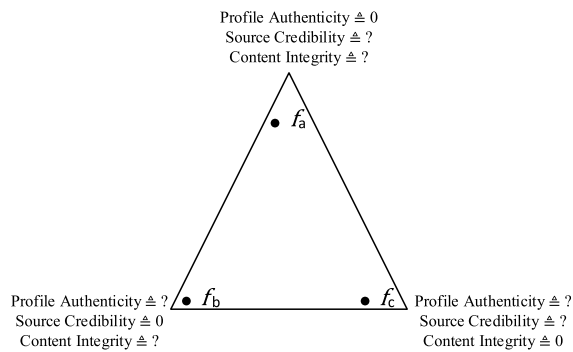 Profile Authenticity ≜ 0
Source Credibility ≜ ?
Content Integrity ≜ ?
fa
fb
fc
Profile Authenticity ≜ ?
Source Credibility ≜ 0
Content Integrity ≜ ?
Profile Authenticity ≜ ?
Source Credibility ≜ ?
Content Integrity ≜ 0